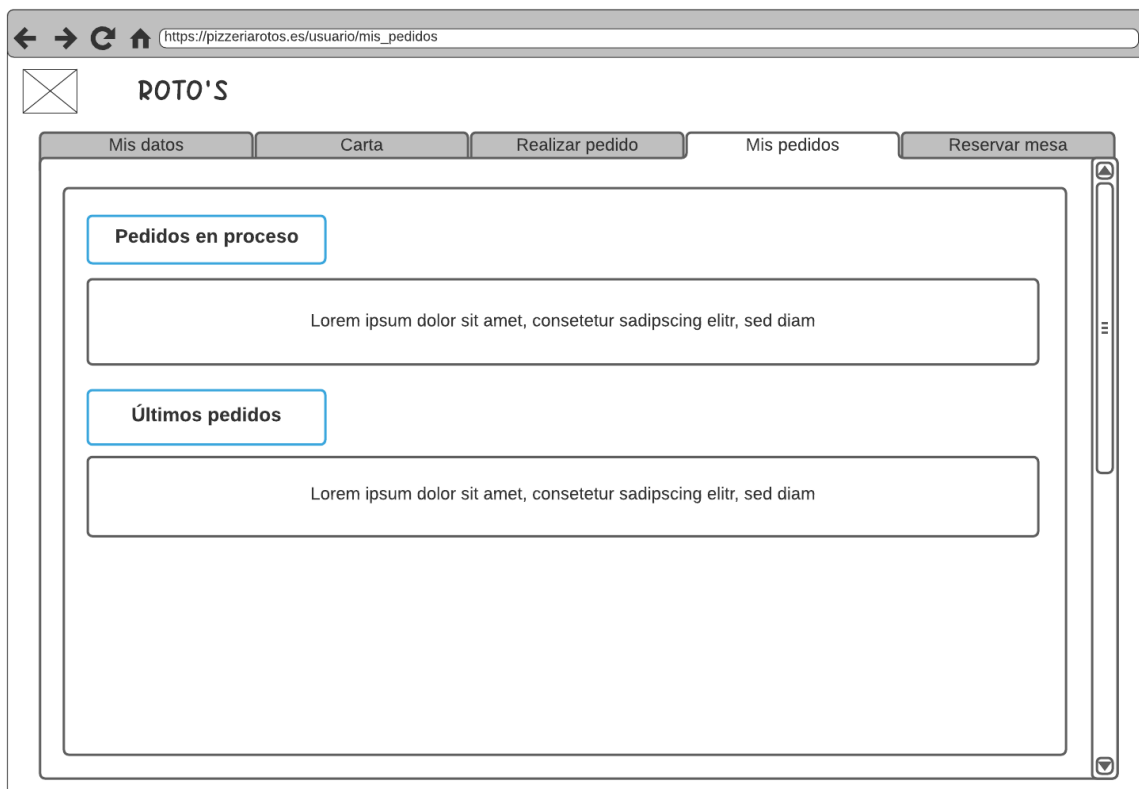 https://pizzeriarotos.es/usuario/mis_pedidos
ROTO'S
Mis datos
Carta
Realizar pedido
Mis pedidos
Reservar mesa
Pedidos en proceso
Lorem ipsum dolor sit amet, consetetur sadipscing elitr, sed diam
Últimos pedidos
Lorem ipsum dolor sit amet, consetetur sadipscing elitr, sed diam